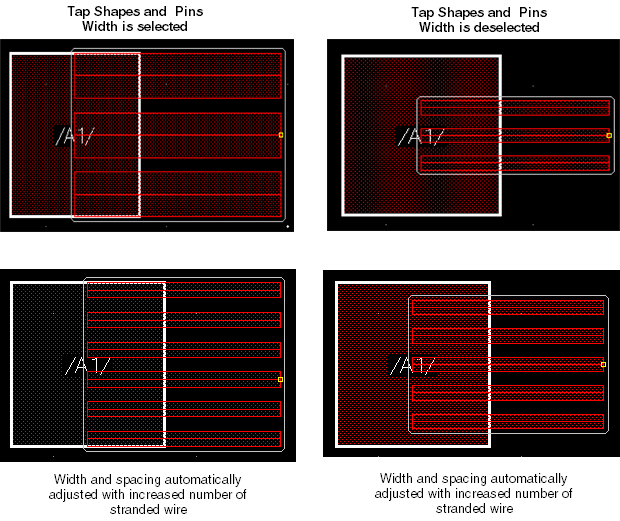 Tap Shapes and Pins
Width is selected
Tap Shapes and Pins
Width is deselected
/A1/
/A1/
/A1/
/A1/
Width and spacing automatically
adjusted with increased number of
stranded wire
Width and spacing automatically
adjusted with increased number of
stranded wire